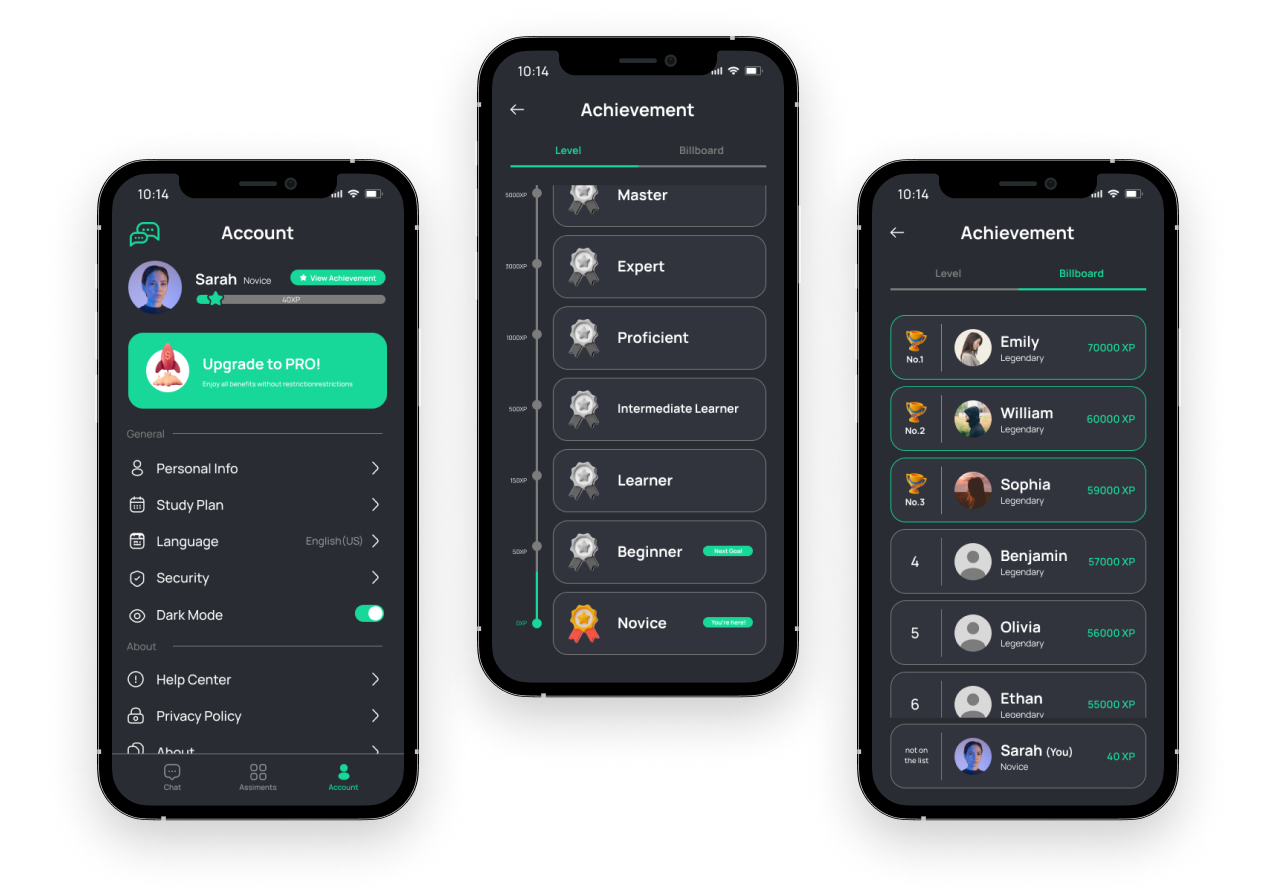 10:14
Account
Sarah Novice
View Achievement
40XP
Upgrade to PRO!
Enjoy all benefits without restrictionrestrictions
General
Personal Info
Study Plan
Language English(US)
Security
Dark Mode
About
Help Center
Privacy Policy
About
Chat Assiments Account
10:14
Achievement
Level Billboard
5000XP Master
3000XP Expert
1000XP Proficient
500XP Intermediate Learner
150XP Learner
50XP Beginner Next Goal
0XP Novice You're here!
10:14
Achievement
Level Billboard
No.1 Emily Legendary 70000 XP
No.2 William Legendary 60000 XP
No.3 Sophia Legendary 59000 XP
4 Benjamin Legendary 57000 XP
5 Olivia Legendary 56000 XP
6 Ethan Legendary 55000 XP
not on the list Sarah (You) Novice 40 XP